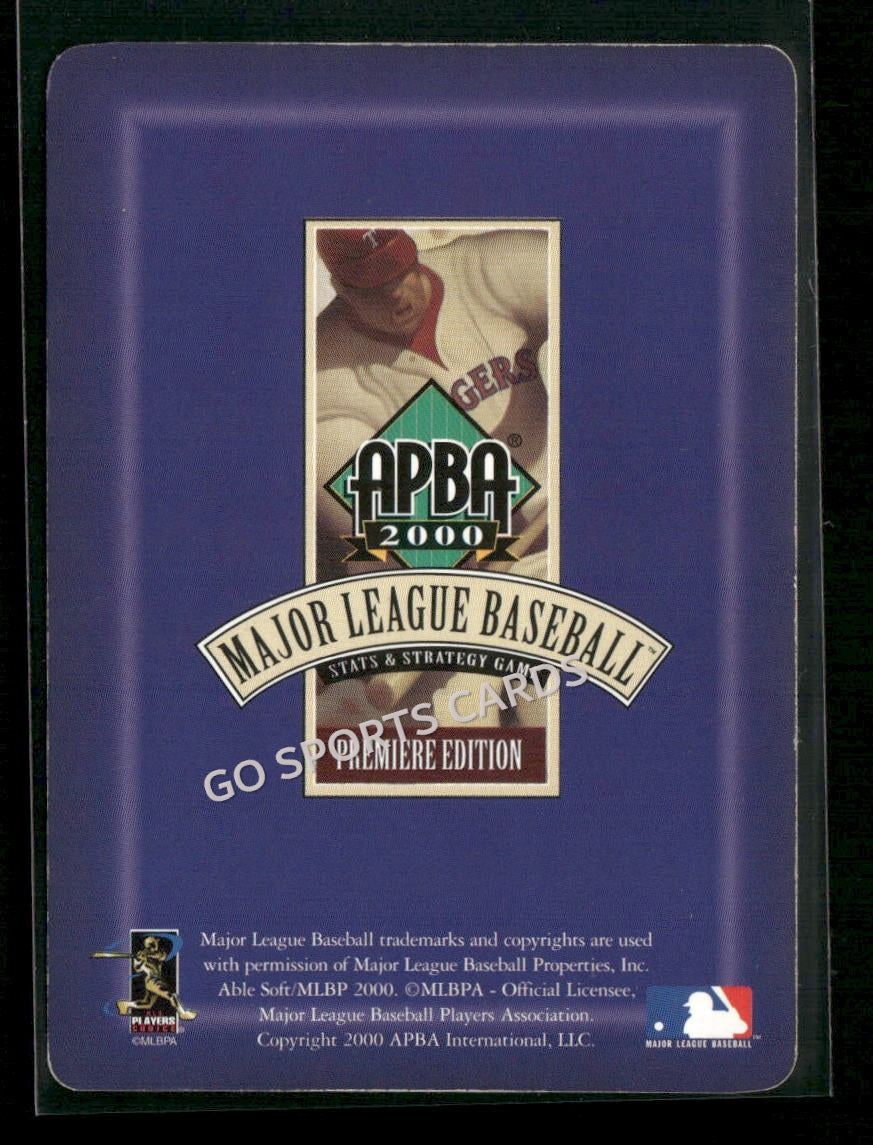 T
GERS
APBA®
2000
MAJOR LEAGUE BASEBALL™
STATS & STRATEGY GAME
GO SPORTS CARDS
PREMIERE EDITION
Major League Baseball trademarks and copyrights are used
with permission of Major League Baseball Properties, Inc.
Able Soft/MLBP 2000. ©MLBPA - Official Licensee,
Major League Baseball Players Association.
Copyright 2000 APBA International, LLC.
PLAYERS
CHOICE®
©MLBPA
MAJOR LEAGUE BASEBALL™